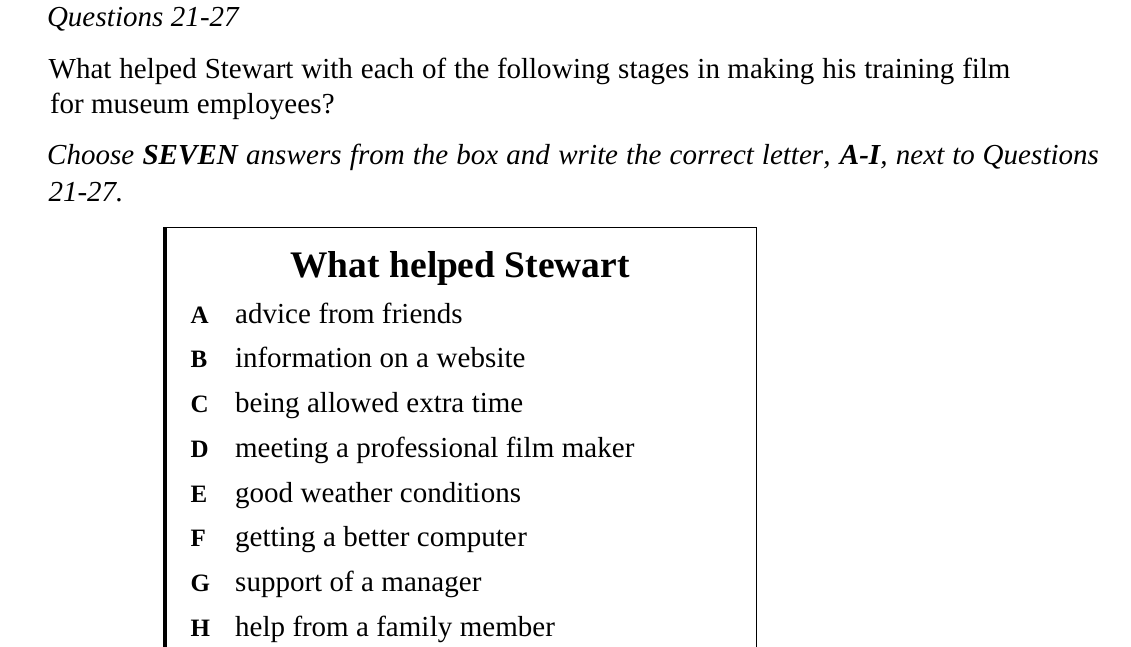 Questions 21-27
What helped Stewart with each of the following stages in making his training film
for museum employees?
Choose SEVEN answers from the box and write the correct letter, A-I, next to Questions
21-27.
What helped Stewart
A advice from friends
B information on a website
C being allowed extra time
D meeting a professional film maker
E good weather conditions
F getting a better computer
G support of a manager
H help from a family member